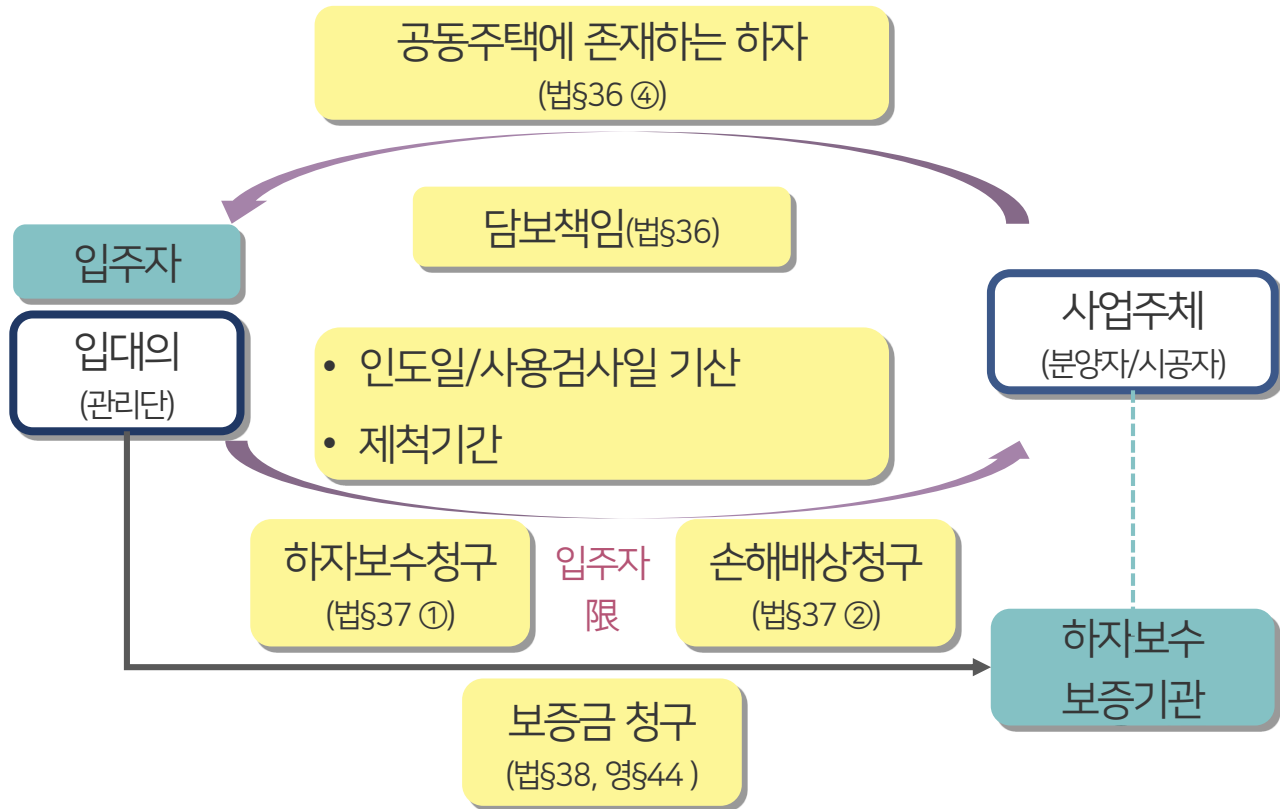 공동주택에 존재하는 하자
(법§36 ④)
담보책임(법§36)
입주자
입대의
(관리단)
사업주체
(분양자/시공자)
• 인도일/사용검사일 기산
• 제척기간
하자보수청구
(법§37 ①)
입주자
限
손해배상청구
(법§37 ②)
하자보수
보증기관
보증금 청구
(법§38, 영§44 )